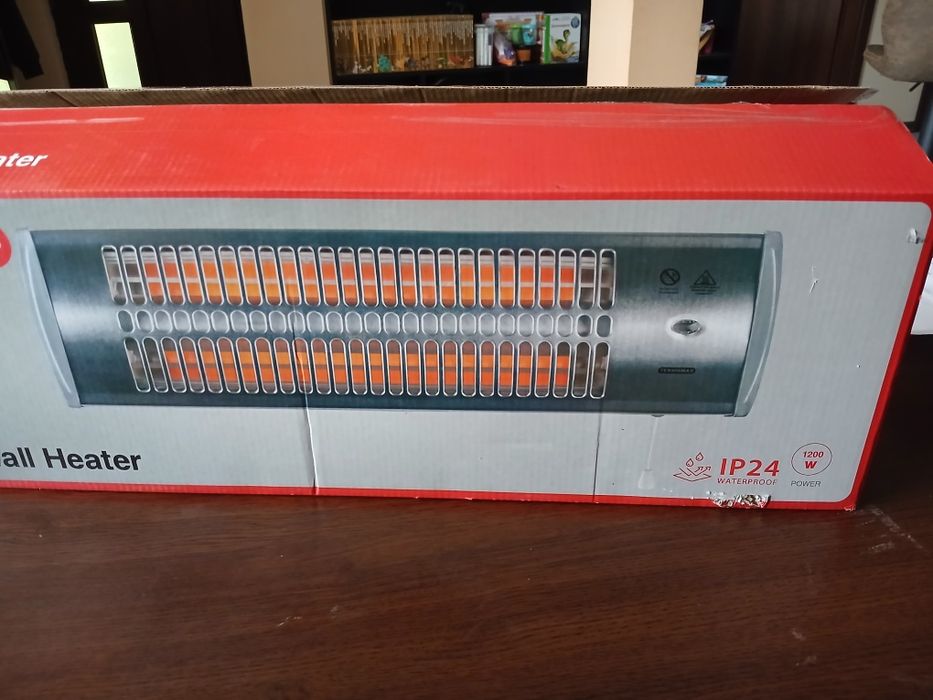 ater
all Heater
IP24
WATERPROOF
1200
W
POWER